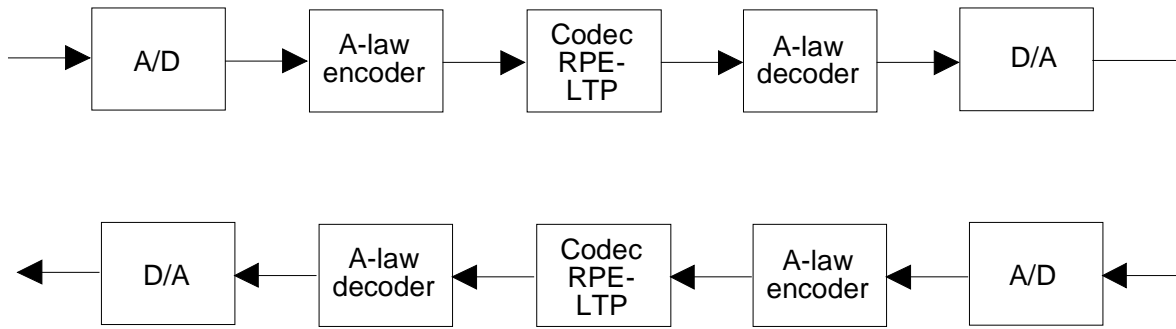 A/D
A-law
encoder
Codec
RPE-
LTP
A-law
decoder
D/A
D/A
A-law
decoder
Codec
RPE-
LTP
A-law
encoder
A/D